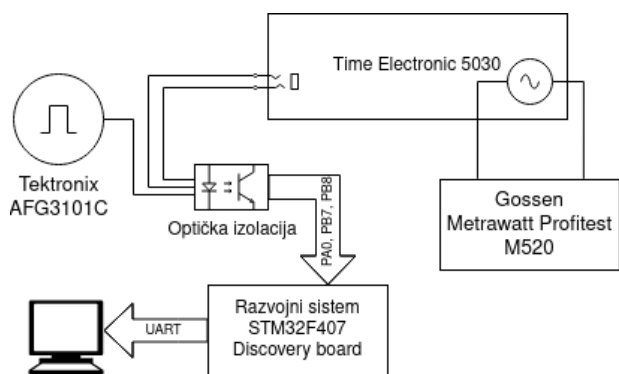 Time Electronic 5030
Tektronix
AFG3101C
Optička izolacija
PA0, PB7, PB8
Gossen
Metrawatt Profitest
M520
UART
Razvojni sistem
STM32F407
Discovery board